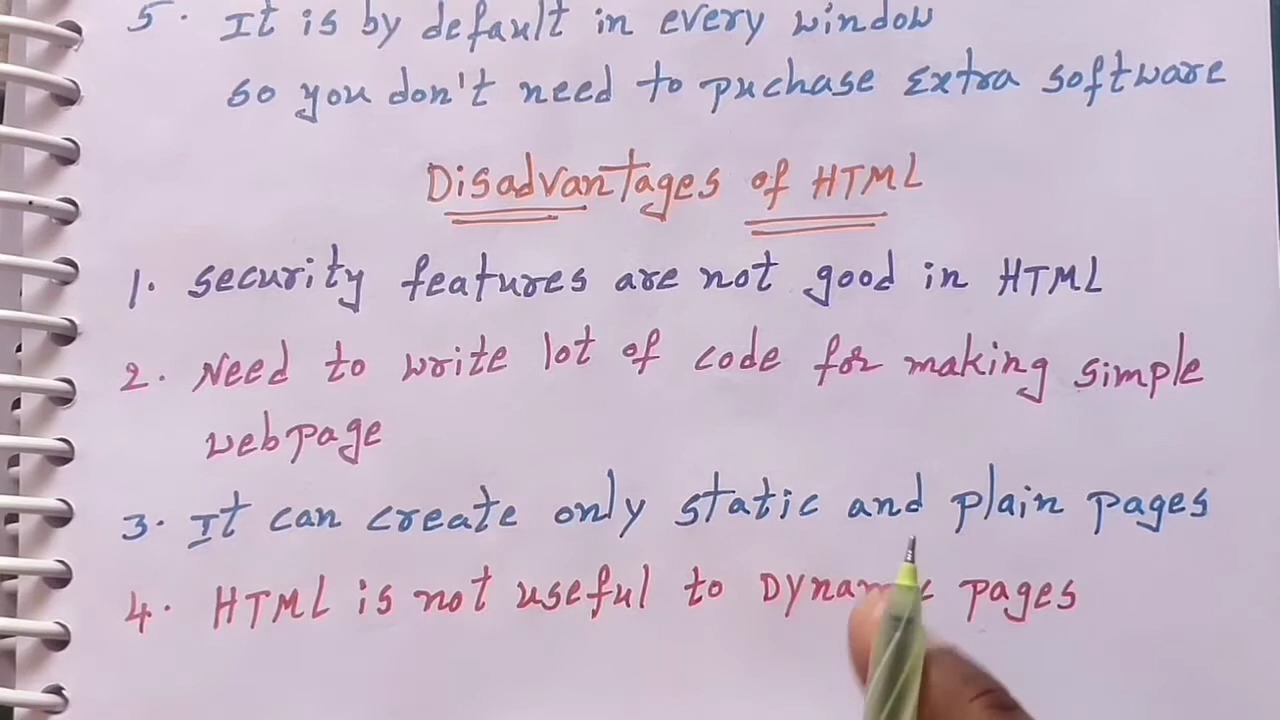 5. It is by default in every window
so you don't need to puchase Extra software
Disadvantages of HTML
1. security features are not good in HTML
2. Need to write lot of code for making simple
webpage
3. It can create only static and plain pages
4. HTML is not useful to Dynamic pages